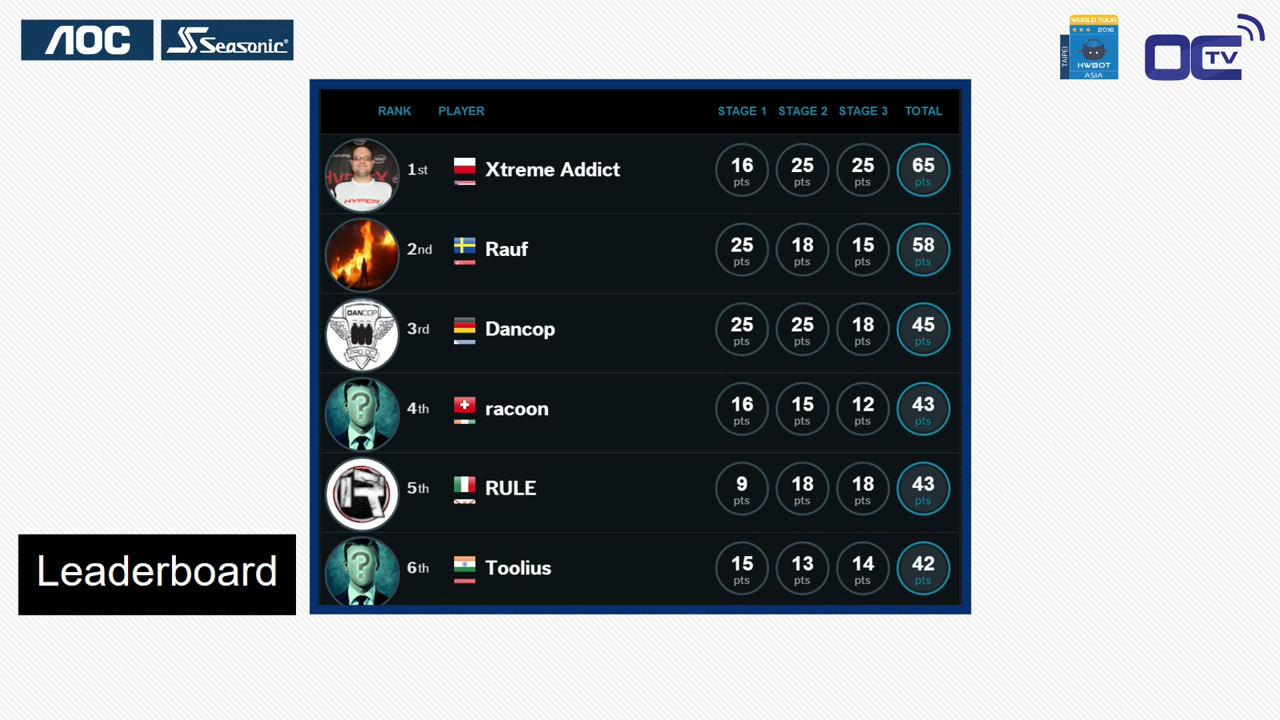 AOC
Seasonic®
WORLD TOUR
2016
TAIPEI
HWBOT
ASIA
OC TV
RANK PLAYER STAGE 1 STAGE 2 STAGE 3 TOTAL
1st Xtreme Addict 16 pts 25 pts 25 pts 65 pts
2nd Rauf 25 pts 18 pts 15 pts 58 pts
DANCOP
PRO OC
3rd Dancop 25 pts 25 pts 18 pts 45 pts
4th racoon 16 pts 15 pts 12 pts 43 pts
5th RULE 9 pts 18 pts 18 pts 43 pts
6th Toolius 15 pts 13 pts 14 pts 42 pts
Leaderboard